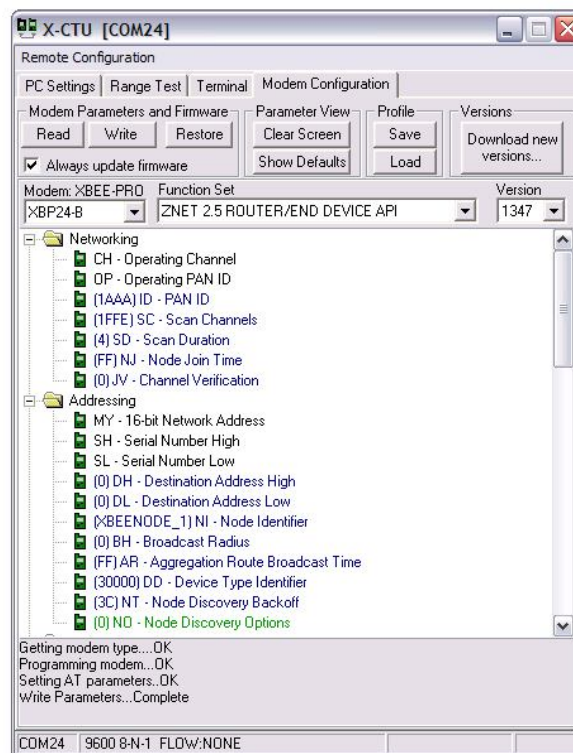 X-CTU [COM24]
Remote Configuration
PC Settings Range Test Terminal Modem Configuration
Modem Parameters and Firmware Parameter View Profile Versions
Read Write Restore Clear Screen Save Download new versions...
Always update firmware Show Defaults Load
Modem: XBEE-PRO Function Set Version
XBP24-B ZNET 2.5 ROUTER/END DEVICE API 1347
Networking
CH - Operating Channel
OP - Operating PAN ID
(1AAA) ID - PAN ID
(1FFE) SC - Scan Channels
(4) SD - Scan Duration
(FF) NJ - Node Join Time
(0) JV - Channel Verification
Addressing
MY - 16-bit Network Address
SH - Serial Number High
SL - Serial Number Low
(0) DH - Destination Address High
(0) DL - Destination Address Low
(XBEENODE_1) NI - Node Identifier
(0) BH - Broadcast Radius
(FF) AR - Aggregation Route Broadcast Time
(30000) DD - Device Type Identifier
(3C) NT - Node Discovery Backoff
(0) NO - Node Discovery Options
Getting modem type....OK
Programming modem...OK
Setting AT parameters..OK
Write Parameters...Complete
COM24 9600 8-N-1 FLOW:NONE